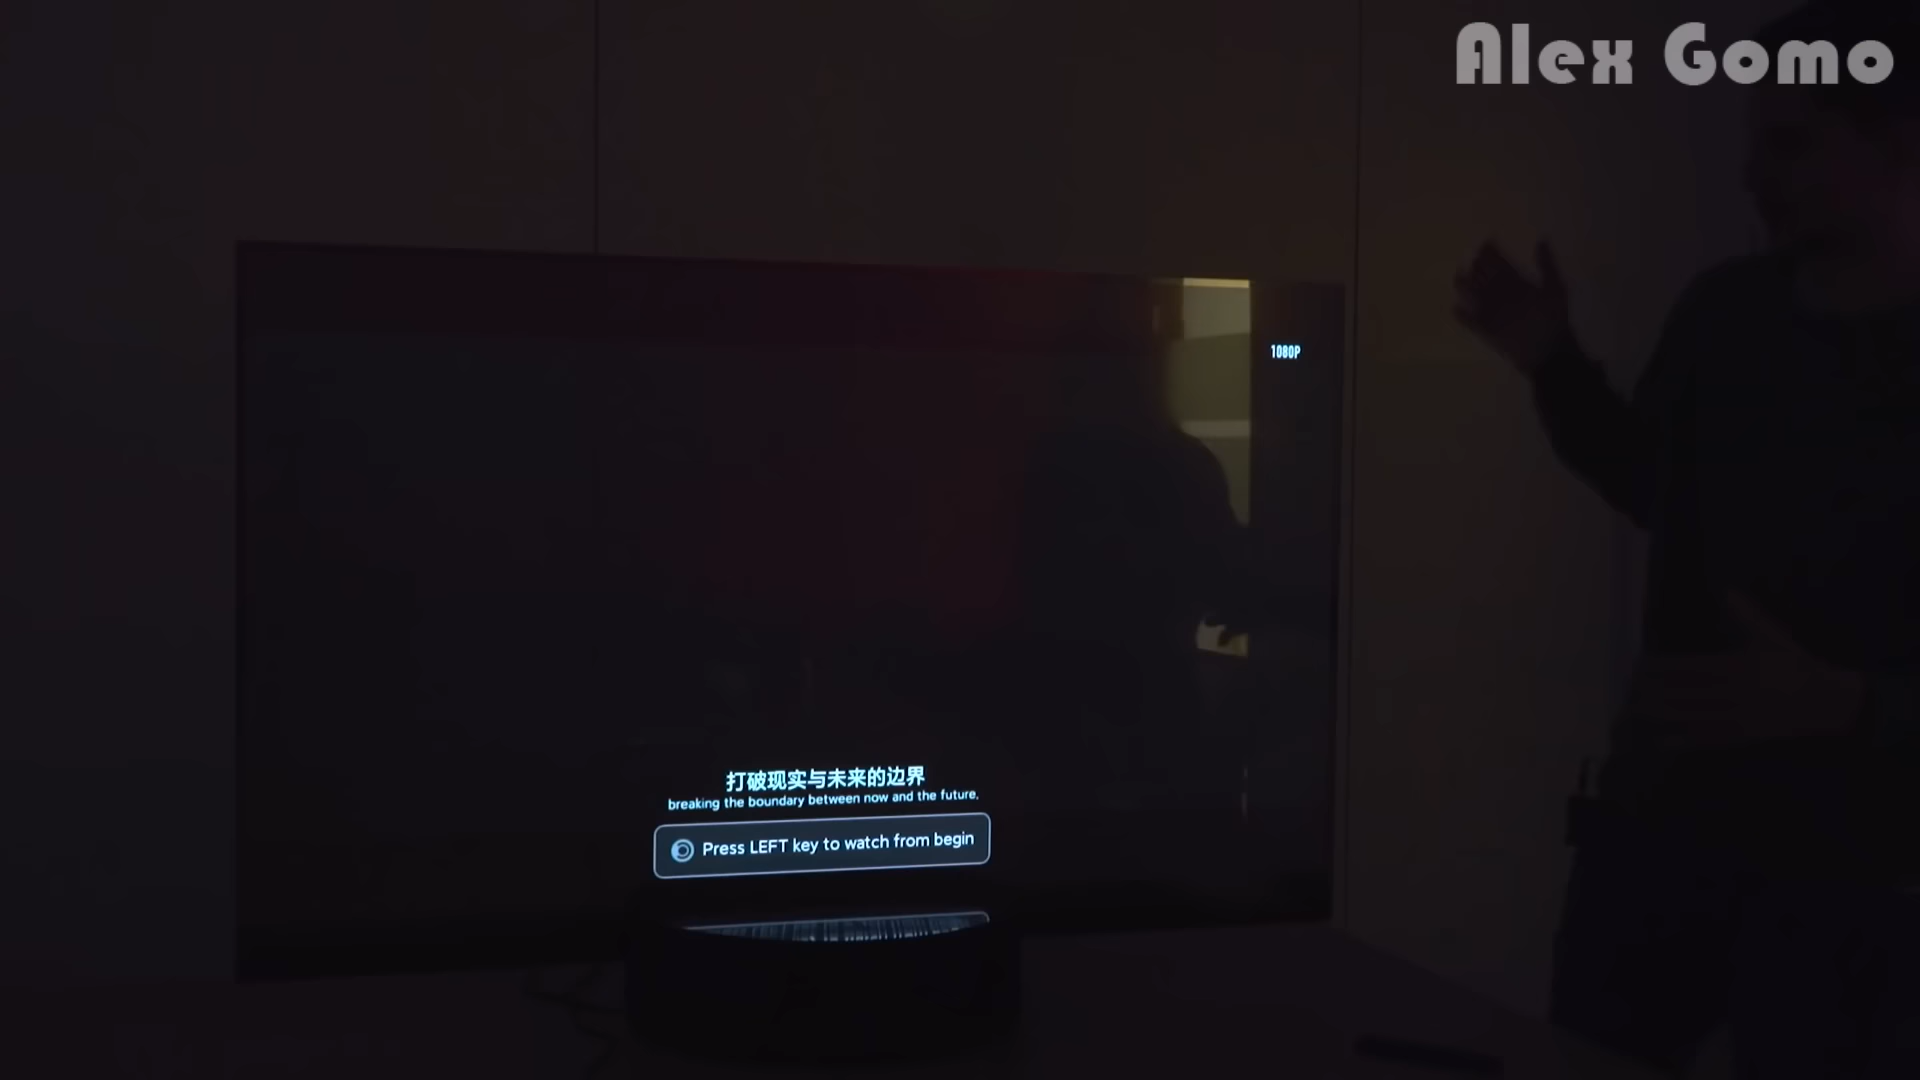 Alex Gomo
1080P
打破现实与未来的边界
breaking the boundary between now and the future.
Press LEFT key to watch from begin